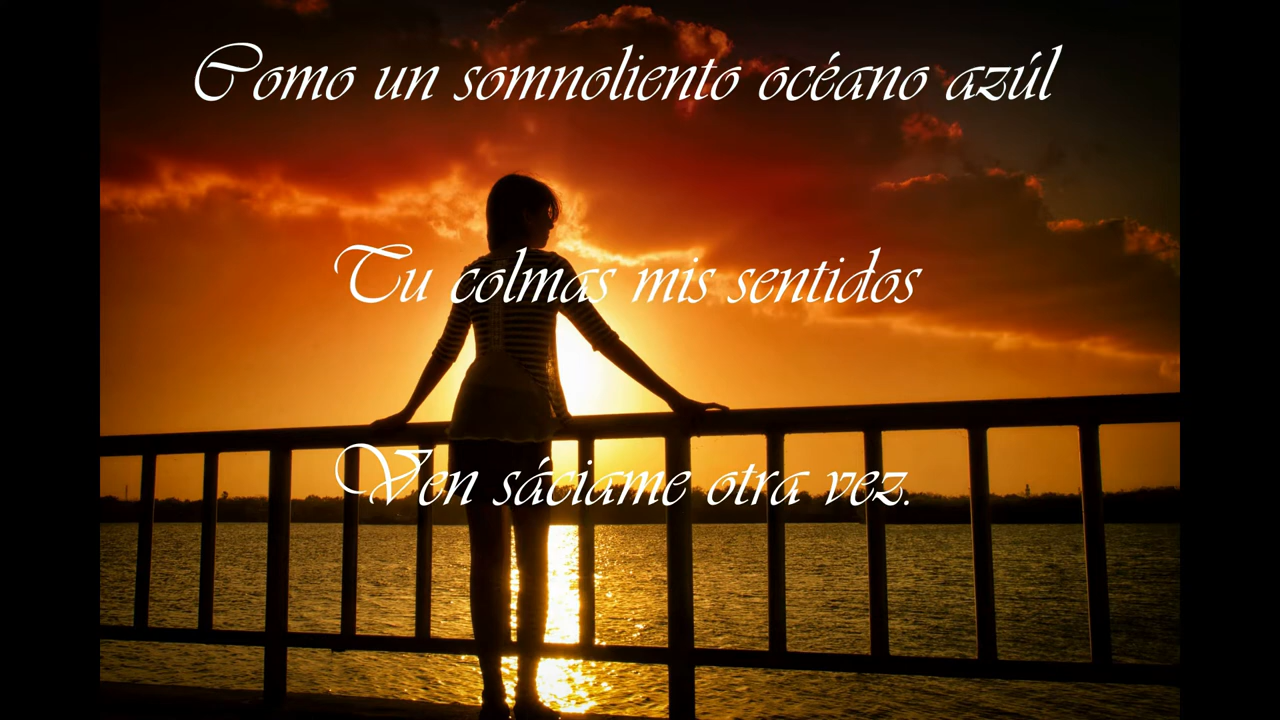 Como un somnoliento océano azúl
Tu colmas mis sentidos
Ven sáciame otra vez.